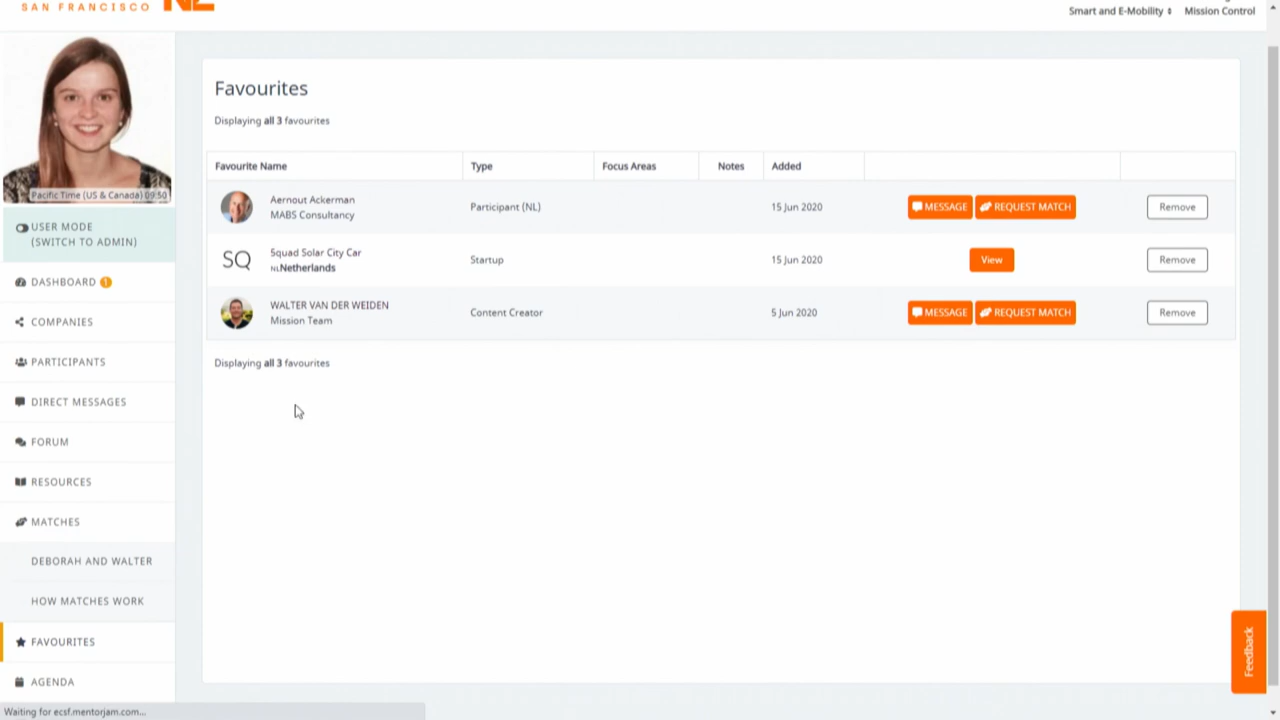 SAN FRANCISCO NL
Smart and E-Mobility
Mission Control
Pacific Time (US & Canada) 09:50
USER MODE
(SWITCH TO ADMIN)
DASHBOARD 1
COMPANIES
PARTICIPANTS
DIRECT MESSAGES
FORUM
RESOURCES
MATCHES
DEBORAH AND WALTER
HOW MATCHES WORK
FAVOURITES
AGENDA
Favourites
Displaying all 3 favourites
Favourite Name Type Focus Areas Notes Added
Aernout Ackerman
MABS Consultancy
Participant (NL)
15 Jun 2020
MESSAGE REQUEST MATCH
Remove
SQ
Squad Solar City Car
NL Netherlands
Startup
15 Jun 2020
View
Remove
WALTER VAN DER WEIDEN
Mission Team
Content Creator
5 Jun 2020
MESSAGE REQUEST MATCH
Remove
Displaying all 3 favourites
Feedback
Waiting for ecsf.mentorjam.com...